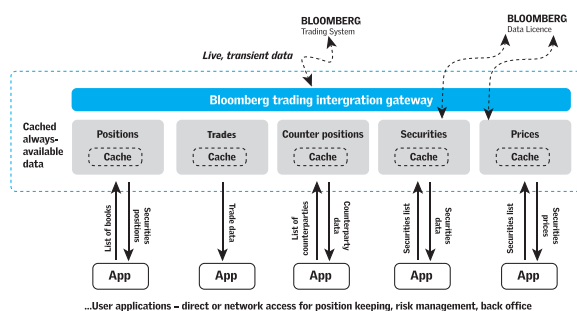 BLOOMBERG
Trading System
BLOOMBERG
Data Licence
Live, transient data
Bloomberg trading intergration gateway
Cached
always-
available
data
Positions
Cache
Trades
Cache
Counter positions
Cache
Securities
Cache
Prices
Cache
List of books
Securities
positions
Trade data
List of
counterparties
Counterparty
data
Securities list
Securities
data
Securities list
Securities
prices
App
App
App
App
App
...User applications – direct or network access for position keeping, risk management, back office